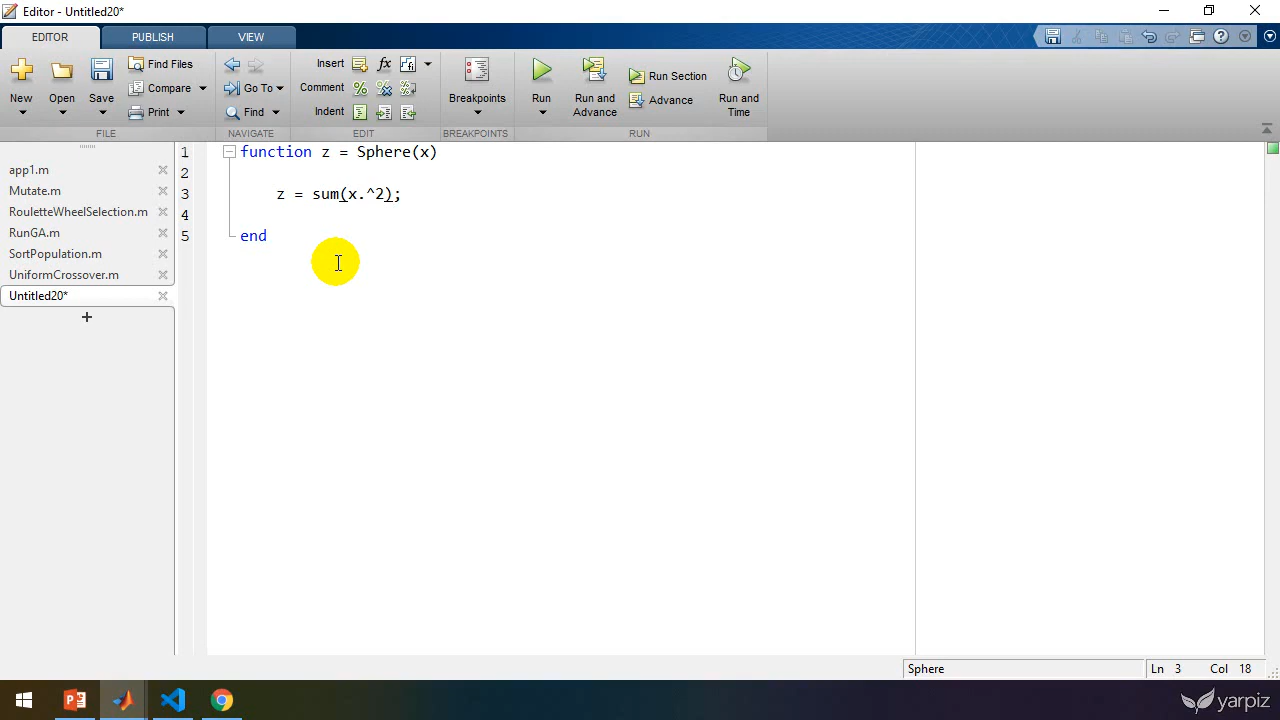 Editor - Untitled20*
EDITOR PUBLISH VIEW
New
Open
Save
Find Files
Compare
Print
FILE
Go To
Find
NAVIGATE
Insert
Comment
Indent
EDIT
Breakpoints
BREAKPOINTS
Run
Run and
Advance
Run Section
Advance
Run and
Time
RUN
app1.m
Mutate.m
RouletteWheelSelection.m
RunGA.m
SortPopulation.m
UniformCrossover.m
Untitled20*
1 function z = Sphere(x)
2
3 z = sum(x.^2);
4
5 end
Sphere
Ln 3 Col 18
yarpiz